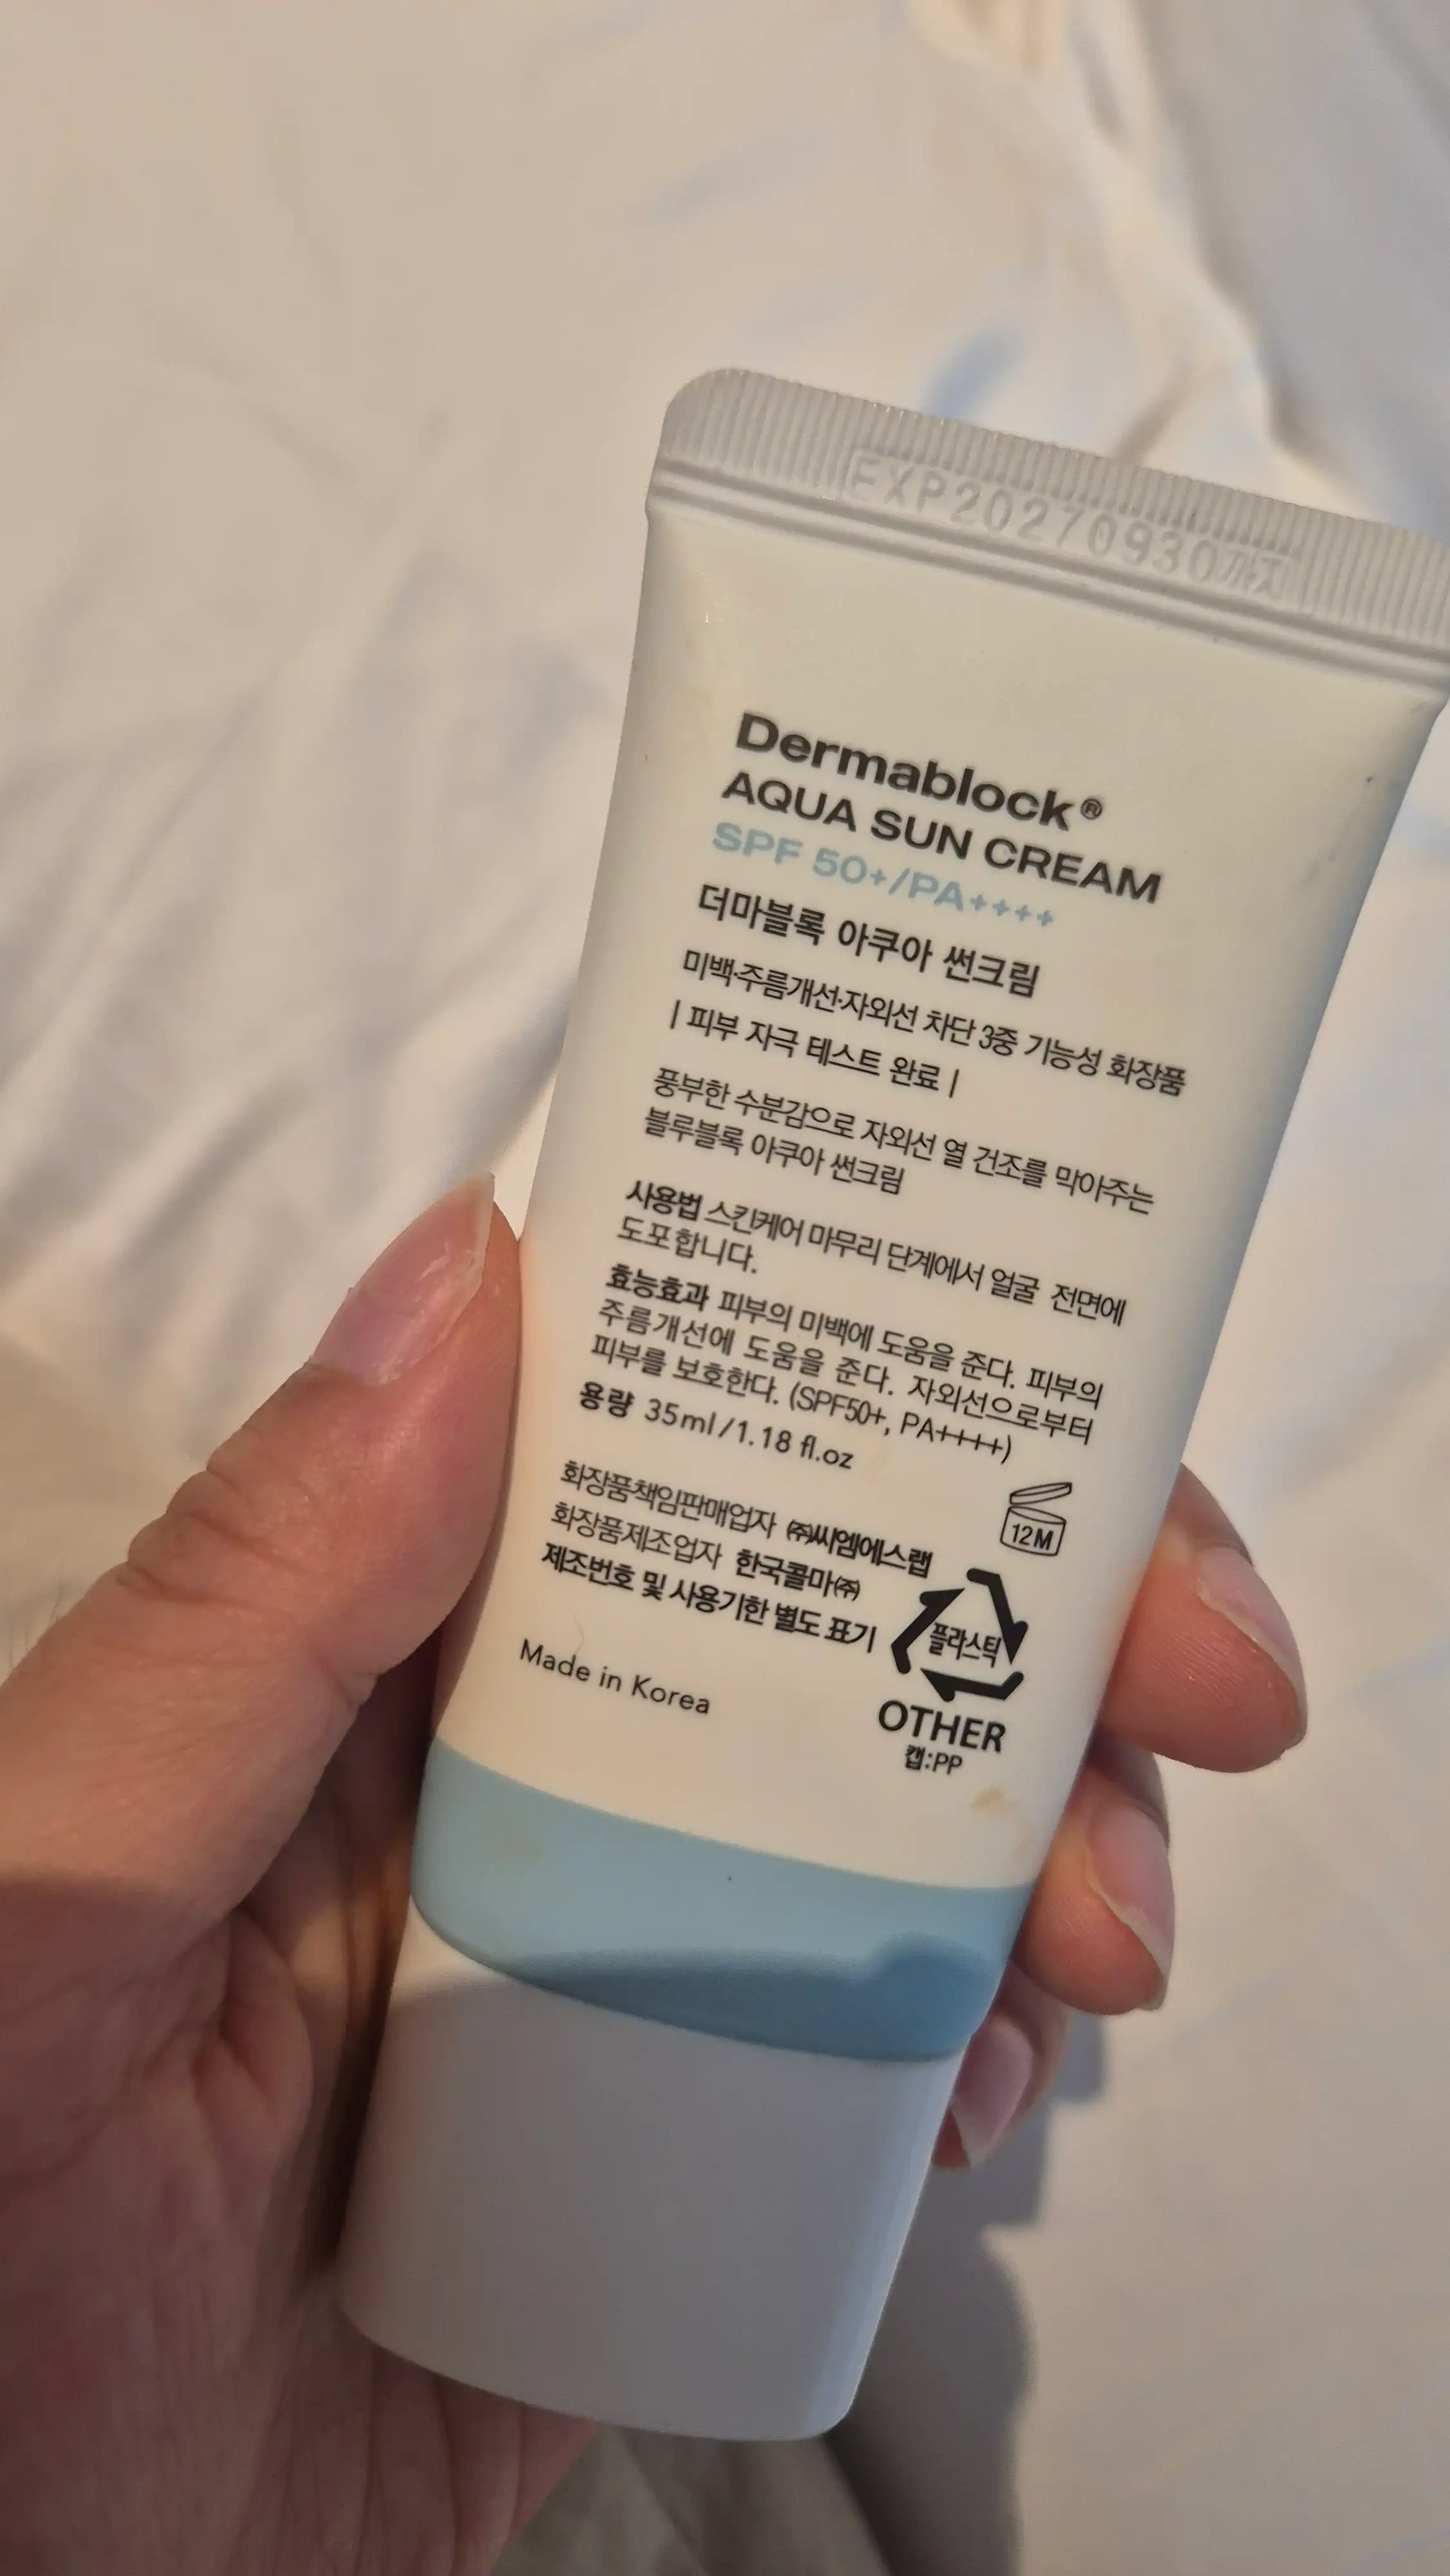 EXP20270930까지
Dermablock®
AQUA SUN CREAM
SPF 50+/PA++++
더마블록 아쿠아 썬크림
미백·주름개선·자외선 차단 3중 기능성 화장품
| 피부 자극 테스트 완료 |
풍부한 수분감으로 자외선 열 건조를 막아주는
블루블록 아쿠아 썬크림
사용법 스킨케어 마무리 단계에서 얼굴 전면에
도포합니다.
효능효과 피부의 미백에 도움을 준다. 피부의
주름개선에 도움을 준다. 자외선으로부터
피부를 보호한다. (SPF50+, PA++++)
용량 35ml/1.18 fl.oz
12M
화장품책임판매업자 ㈜씨엠에스랩
화장품제조업자 한국콜마㈜
제조번호 및 사용기한 별도 표기
플라스틱
OTHER
캡:PP
Made in Korea